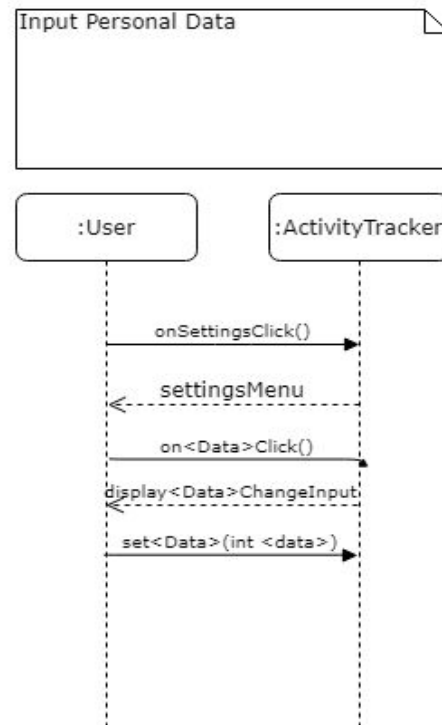 Input Personal Data
:User
:ActivityTracker
onSettingsClick()
settingsMenu
on<Data>Click()
display<Data>ChangeInput
set<Data>(int <data>)